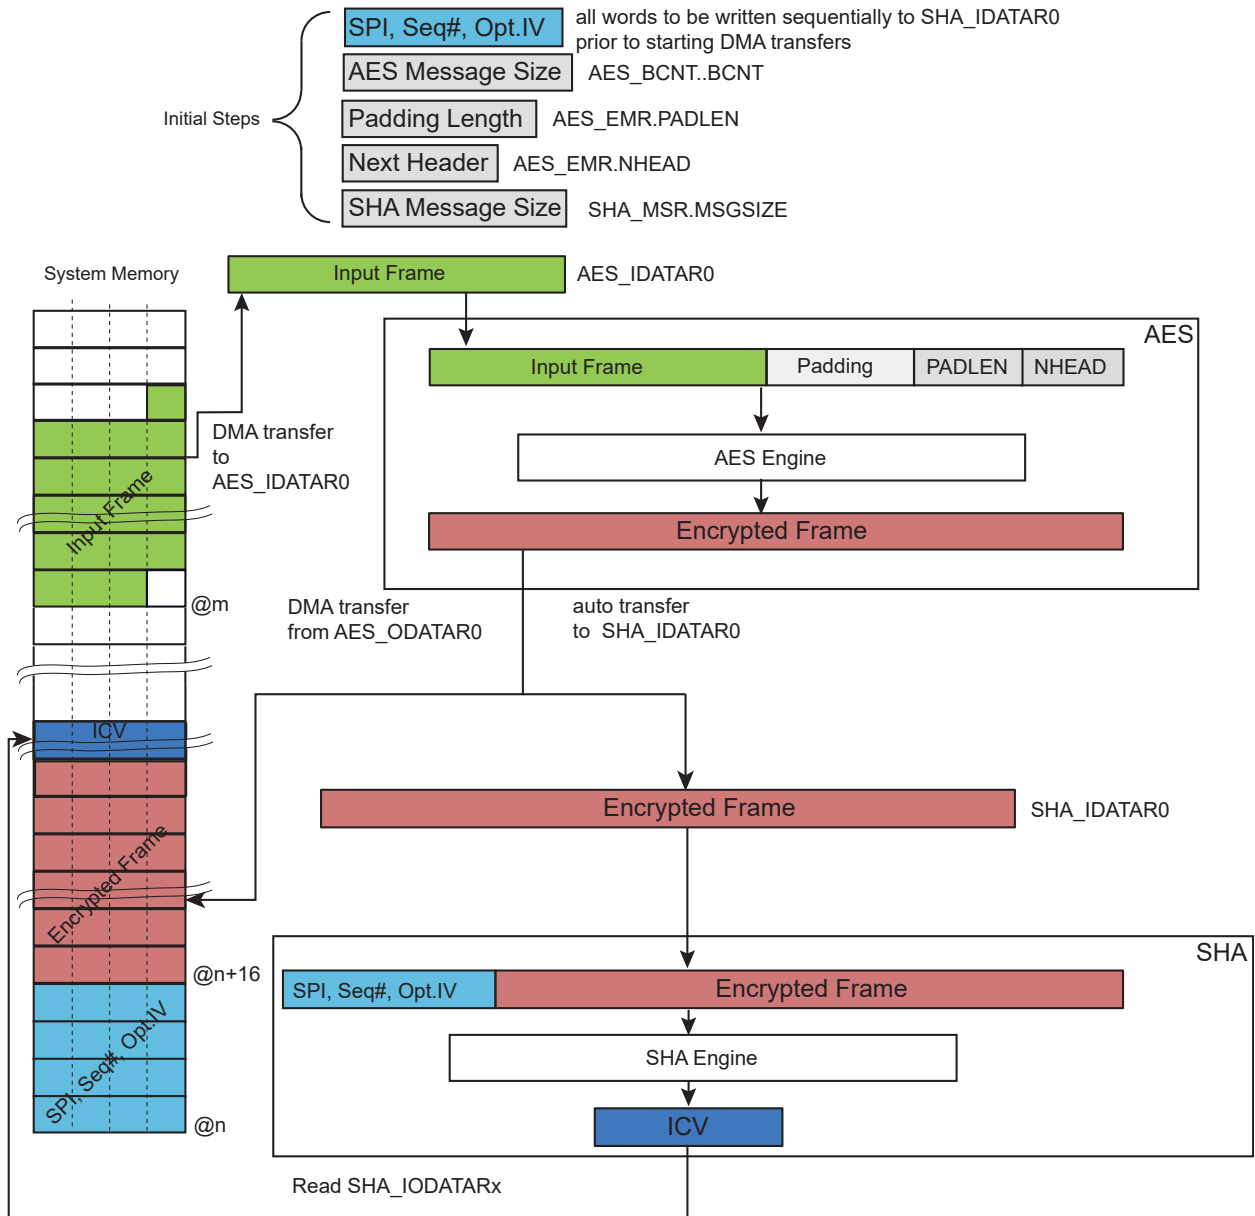 SPI, Seq#, Opt.IV
all words to be written sequentially to SHA_IDATAR0
prior to starting DMA transfers
AES Message Size
AES_BCNT..BCNT
Initial Steps
Padding Length
AES_EMR.PADLEN
Next Header
AES_EMR.NHEAD
SHA Message Size
SHA_MSR.MSGSIZE
System Memory
Input Frame
AES_IDATAR0
AES
Input Frame
Padding
PADLEN
NHEAD
DMA transfer
to
AES_IDATAR0
AES Engine
Input Frame
Encrypted Frame
@m
DMA transfer
from AES_ODATAR0
auto transfer
to SHA_IDATAR0
ICV
Encrypted Frame
SHA_IDATAR0
Encrypted Frame
SHA
@n+16
SPI, Seq#, Opt.IV
Encrypted Frame
SPI, Seq#, Opt.IV
SHA Engine
@n
ICV
Read SHA_IODATARx